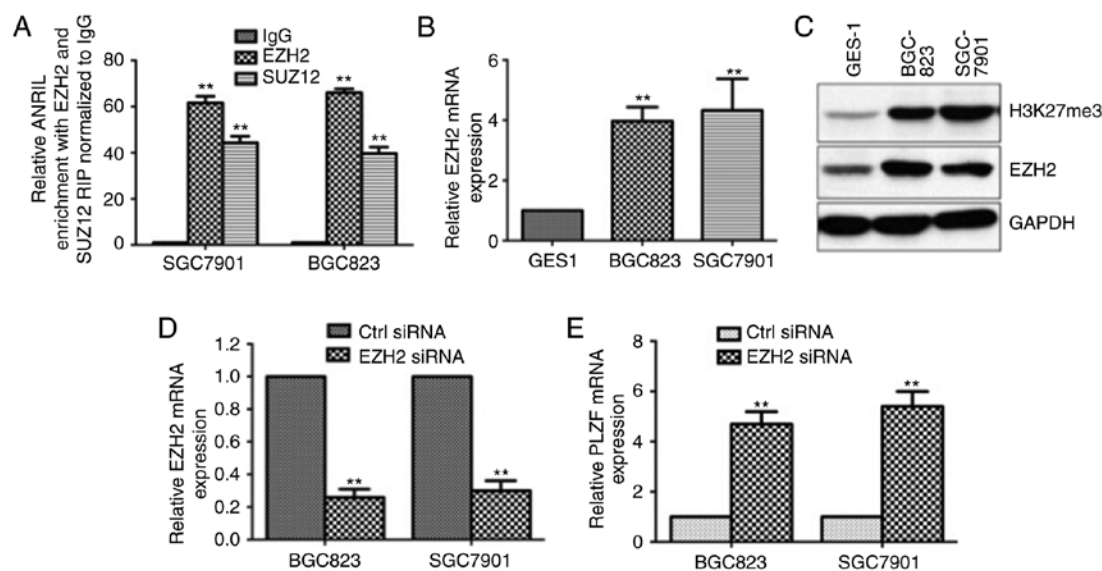 A
Relative ANRIL
enrichment with EZH2 and
SUZ12 RIP normalized to IgG
80
60
40
20
0
IgG
EZH2
SUZ12
**
**
**
**
SGC7901
BGC823
B
Relative EZH2 mRNA
expression
6
4
2
0
**
**
GES1
BGC823
SGC7901
C
GES-1
BGC-
823
SGC-
7901
H3K27me3
EZH2
GAPDH
D
Relative EZH2 mRNA
expression
Ctrl siRNA
EZH2 siRNA
1.2
1.0
0.8
0.6
0.4
0.2
0
**
**
BGC823
SGC7901
E
Relative PLZF mRNA
expression
Ctrl siRNA
EZH2 siRNA
8
6
4
2
0
**
**
BGC823
SGC7901